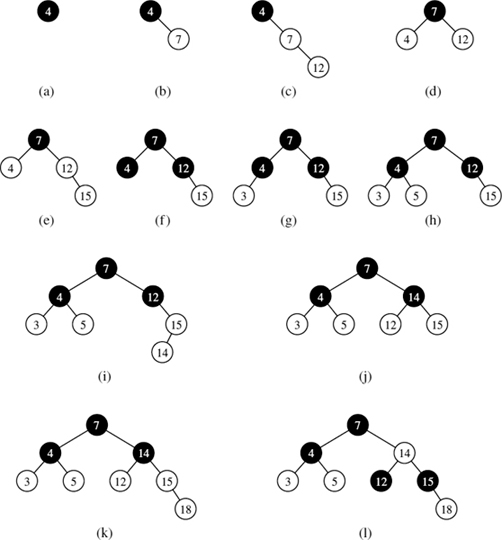 4 4 4 7
7 7 4 12
12
(a) (b) (c) (d)
7 7 7 7
4 12 4 12 4 12 4 12
15 15 3 15 3 5 15
(e) (f) (g) (h)
7 7
4 12 4 14
3 5 15 3 5 12 15
14
(i) (j)
7 7
4 14 4 14
3 5 12 15 3 5 12 15
18 18
(k) (l)